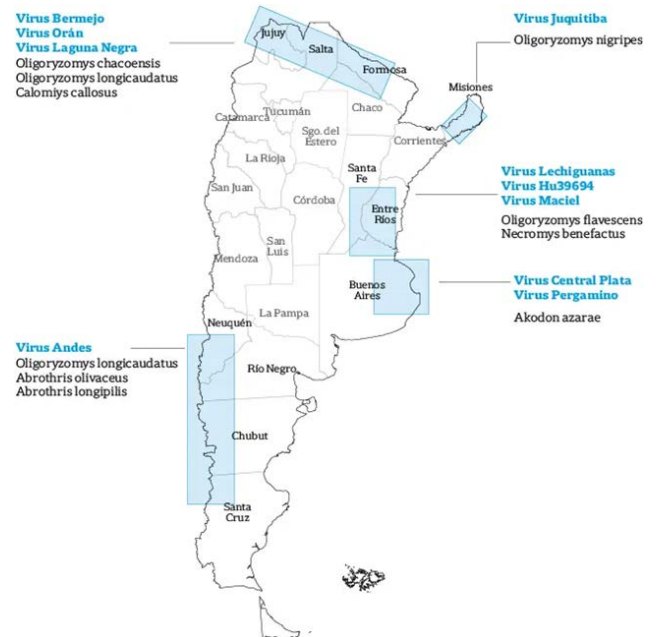 Virus Bermejo
Virus Orán
Virus Laguna Negra
Oligoryzomys chacoensis
Oligoryzomys longicaudatus
Calomiys callosus
Virus Juquitiba
Oligoryzomys nigripes
Jujuy
Salta
Formosa
Misiones
Chaco
Tucumán
Catamarca
Sgo. del
Estero
Corrientes
La Rioja
Santa
Fe
San Juan
Córdoba
Entre
Ríos
Virus Lechiguanas
Virus Hu39694
Virus Maciel
Oligoryzomys flavescens
Necromys benefactus
San
Luis
Mendoza
Buenos
Aires
Virus Central Plata
Virus Pergamino
Akodon azarae
La Pampa
Neuquén
Virus Andes
Oligoryzomys longicaudatus
Abrothris olivaceus
Abrothris longipilis
Río Negro
Chubut
Santa
Cruz